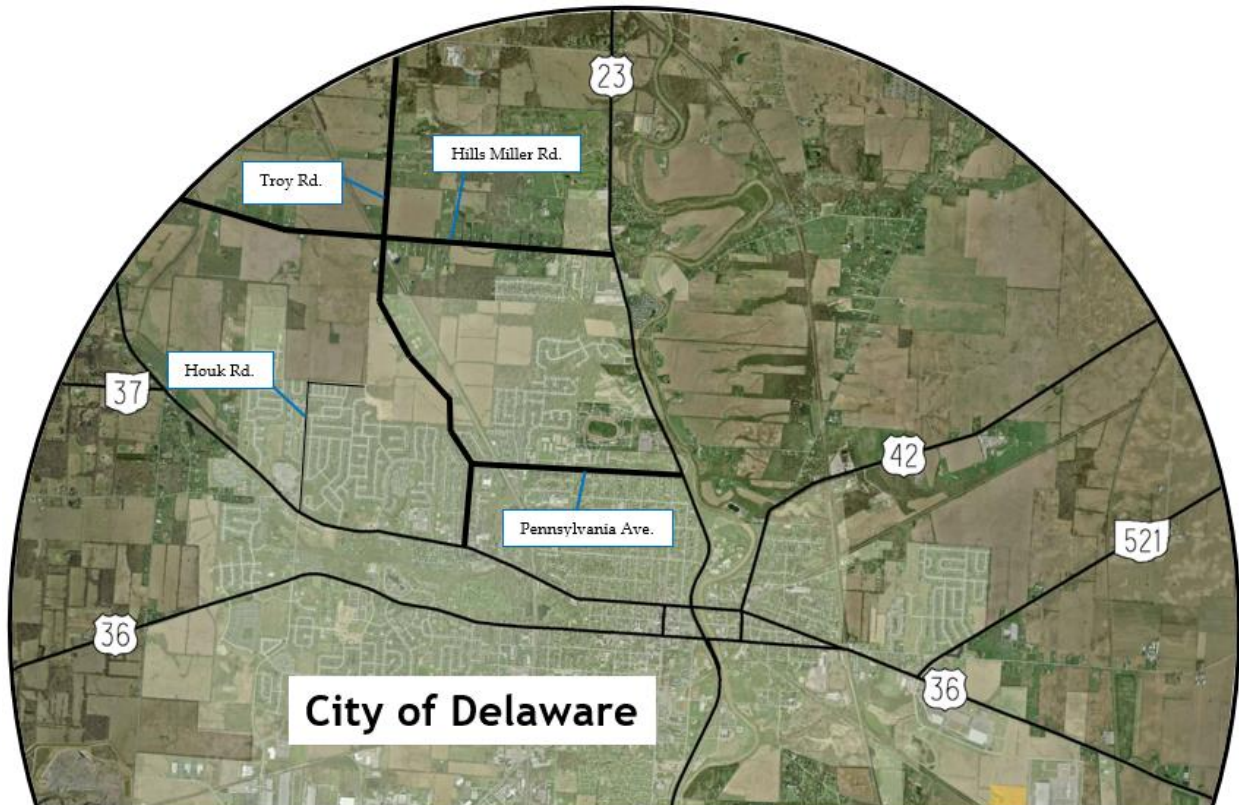 23
Hills Miller Rd.
Troy Rd.
Houk Rd.
37
42
Pennsylvania Ave.
521
36
36
City of Delaware